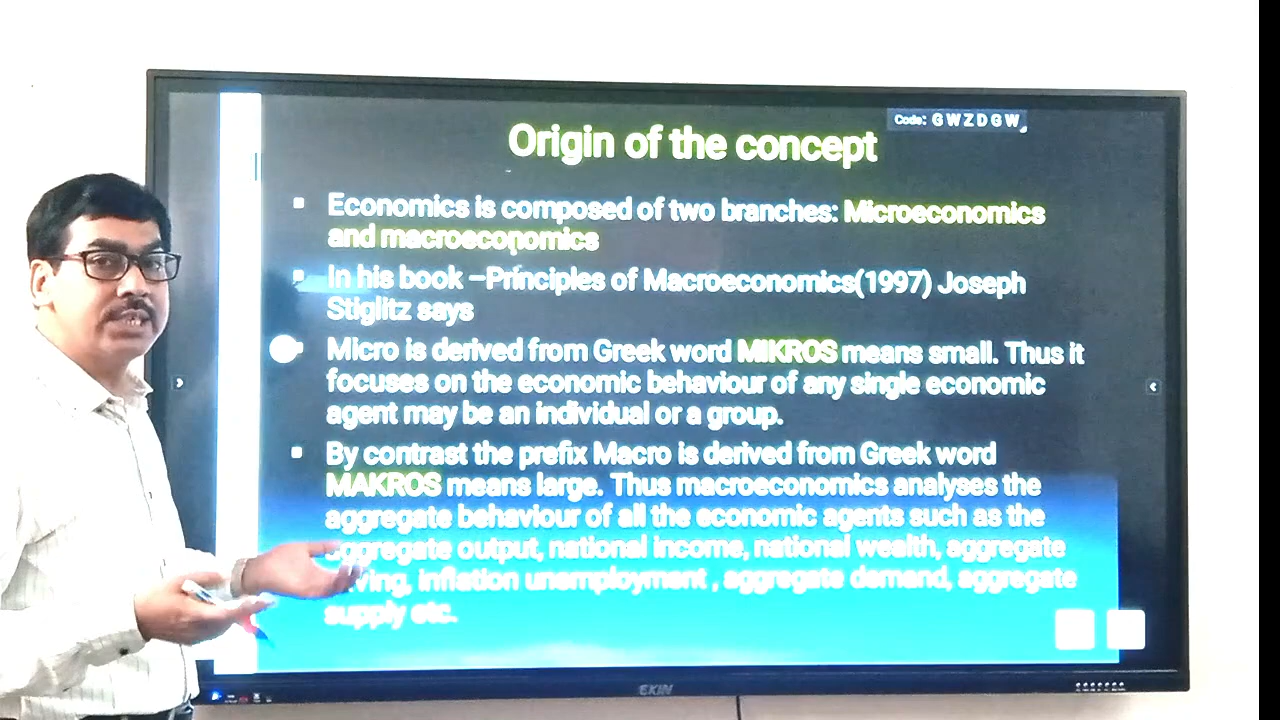 Code: GWZDGW
Origin of the concept
Economics is composed of two branches: Microeconomics
and macroeconomics
In his book –Principles of Macroeconomics(1997) Joseph
Stiglitz says
Micro is derived from Greek word MIKROS means small. Thus it
focuses on the economic behaviour of any single economic
agent may be an individual or a group.
By contrast the prefix Macro is derived from Greek word
MAKROS means large. Thus macroeconomics analyses the
aggregate behaviour of all the economic agents such as the
aggregate output, national income, national wealth, aggregate
inflation unemployment , aggregate demand, aggregate
supply etc.
EKIN